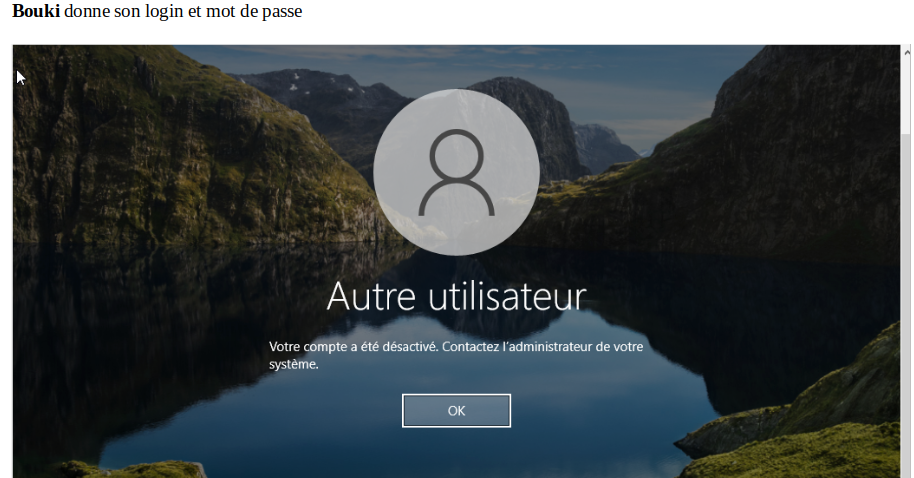 Bouki donne son login et mot de passe
Autre utilisateur
Votre compte a été désactivé. Contactez l'administrateur de votre
système.
OK